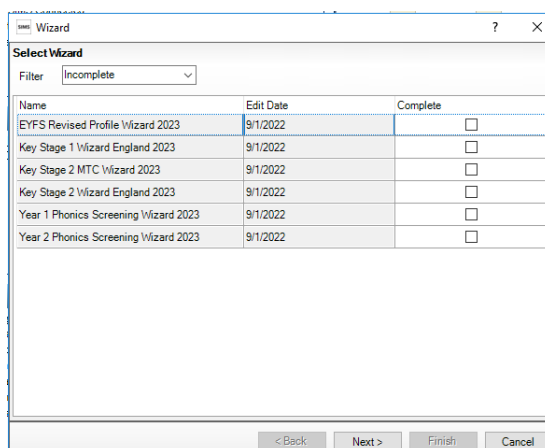 SIMS Wizard ? X
Select Wizard
Filter Incomplete
Name Edit Date Complete
EYFS Revised Profile Wizard 2023 9/1/2022
Key Stage 1 Wizard England 2023 9/1/2022
Key Stage 2 MTC Wizard 2023 9/1/2022
Key Stage 2 Wizard England 2023 9/1/2022
Year 1 Phonics Screening Wizard 2023 9/1/2022
Year 2 Phonics Screening Wizard 2023 9/1/2022
< Back Next > Finish Cancel